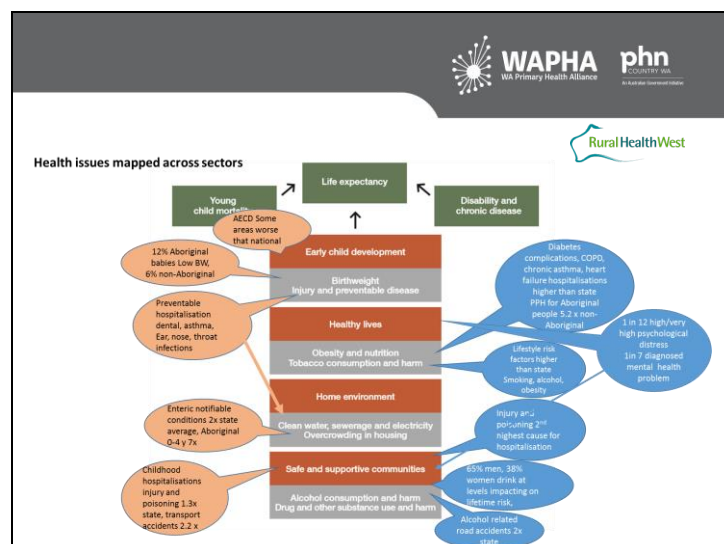 WAPHA
WA Primary Health Alliance
phn
COUNTRY WA
An Australian Government Initiative
RuralHealthWest
Health issues mapped across sectors
Life expectancy
Young
child mortali
Disability and
chronic disease
AECD Some
areas worse
that national
Early child development
Birthweight
Injury and preventable disease
12% Aboriginal
babies Low BW,
6% non-Aboriginal
Preventable
hospitalisation
dental, asthma,
Ear, nose, throat
infections
Healthy lives
Obesity and nutrition
Tobacco consumption and harm
Diabetes
complications, COPD,
chronic asthma, heart
failure hospitalisations
higher than state
PPH for Aboriginal
people 5.2 x non-
Aboriginal
1 in 12 high/very
high psychological
distress
1in 7 diagnosed
mental health
problem
Lifestyle risk
factors higher
than state
Smoking, alcohol,
obesity
Home environment
Clean water, sewerage and electricity
Overcrowding in housing
Enteric notifiable
conditions 2x state
average, Aboriginal
0-4 y 7x
Injury and
poisoning 2nd
highest cause for
hospitalisation
Safe and supportive communities
Alcohol consumption and harm
Drug and other substance use and harm
Childhood
hospitalisations
injury and
poisoning 1.3x
state, transport
accidents 2.2 x
65% men, 38%
women drink at
levels impacting on
lifetime risk,
Alcohol related
road accidents 2x
state